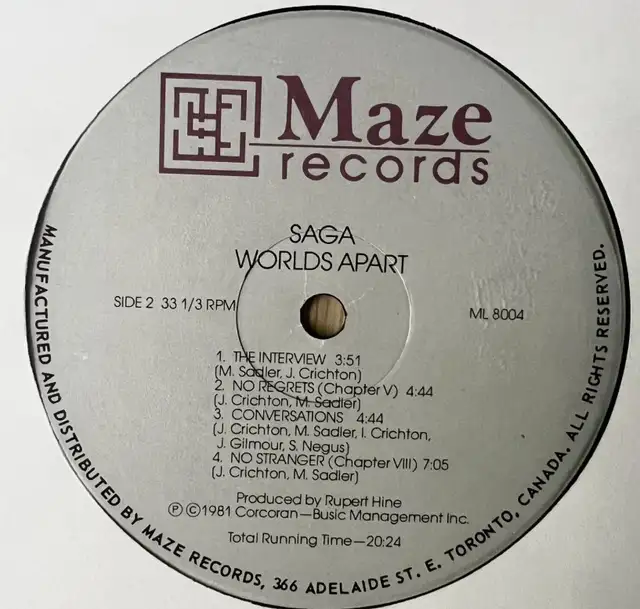 Maze
records
SAGA
WORLDS APART
SIDE 2 33 1/3 RPM
ML 8004
1. THE INTERVIEW 3:51
(M. Sadler, J. Crichton)
2. NO REGRETS (Chapter V) 4:44
(J. Crichton, M. Sadler)
3. CONVERSATIONS 4:44
(J. Crichton, M. Sadler, I. Crichton,
J. Gilmour, S. Negus)
4. NO STRANGER (Chapter VIII) 7:05
(J. Crichton, M. Sadler)
Produced by Rupert Hine
Ⓟ©1981 Corcoran—Busic Management Inc.
Total Running Time—20:24
MANUFACTURED AND DISTRIBUTED BY MAZE RECORDS, 366 ADELAIDE ST. E. TORONTO, CANADA. ALL RIGHTS RESERVED.